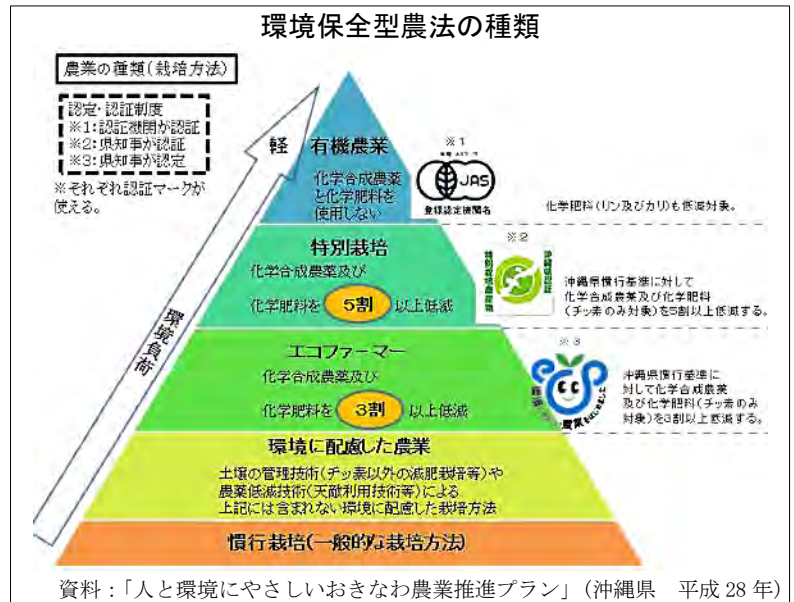 環境保全型農法の種類
農業の種類(栽培方法)
認定・認証制度
※1:認証機関が認証
※2:県知事が認証
※3:県知事が認定
※それぞれ認証マークが
使える。
軽
環境負荷
有機農業
化学合成農薬
と化学肥料を
使用しない
※1
JAS
登録認定機関名
化学肥料(リン及びカリ)も低減対象。
特別栽培
化学合成農薬及び
化学肥料を 5割 以上低減
※2
特別栽培農産物
沖縄県認証
沖縄県慣行基準に対して
化学合成農薬及び化学肥料
(チッ素のみ対象)を5割以上低減する。
エコファーマー
化学合成農薬及び
化学肥料を 3割 以上低減
※3
沖縄県慣行基準に
対して化学合成農薬
及び化学肥料(チッ素のみ
対象)を3割以上低減する。
環境に配慮した農業
土壌の管理技術(チッ素以外の減肥栽培等)や
農薬低減技術(天敵利用技術等)による
上記には含まれない環境に配慮した栽培方法
慣行栽培(一般的な栽培方法)
資料:「人と環境にやさしいおきなわ農業推進プラン」(沖縄県 平成28年)